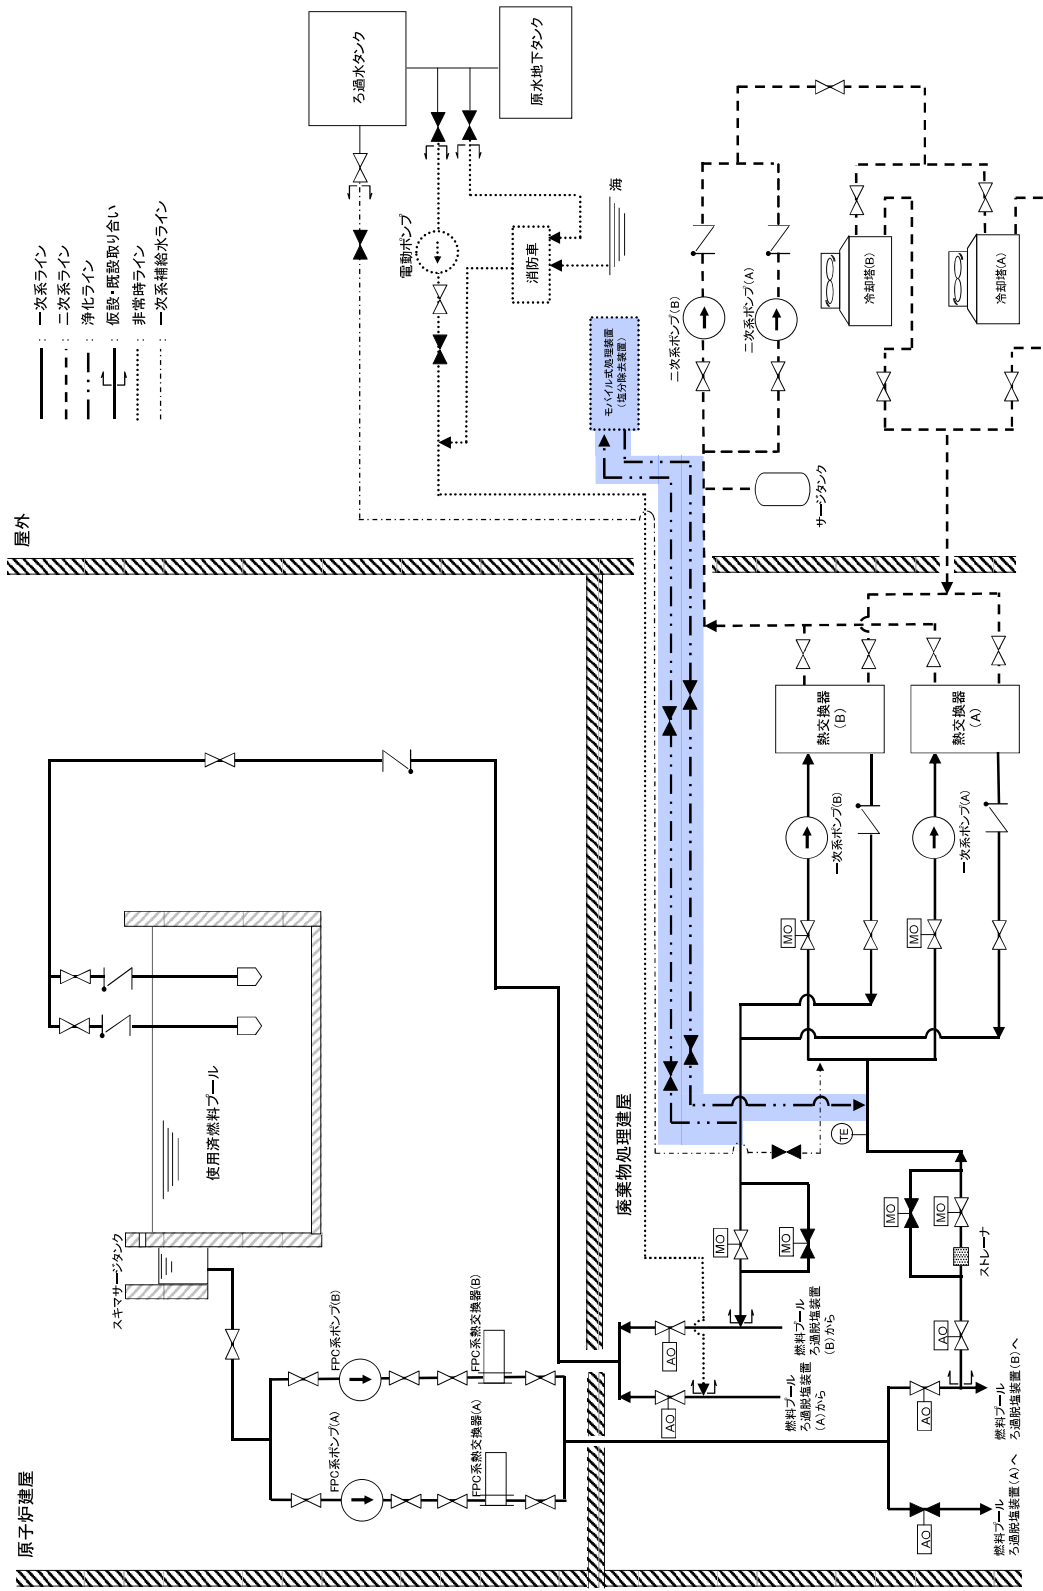 一次系ライン
二次系ライン
浄化ライン
仮設・既設取り合い
非常時ライン
一次系補給水ライン
屋外
ろ過水タンク
原水地下タンク
電動ポンプ
消防車
海
モバイル式処理装置
(塩分除去装置)
二次系ポンプ(B)
二次系ポンプ(A)
冷却塔(B)
冷却塔(A)
サージタンク
原子炉建屋
使用済燃料プール
スキマサージタンク
FPC系ポンプ(B)
FPC系ポンプ(A)
FPC系熱交換器(B)
FPC系熱交換器(A)
廃棄物処理建屋
熱交換器
(B)
熱交換器
(A)
一次系ポンプ(B)
一次系ポンプ(A)
MO
MO
TE
MO
MO
MO
MO
ストレーナ
AO
AO
AO
AO
AO
燃料プール
ろ過脱塩装置
(B)から
燃料プール
ろ過脱塩装置
(A)から
燃料プール
ろ過脱塩装置(B)へ
燃料プール
ろ過脱塩装置(A)へ